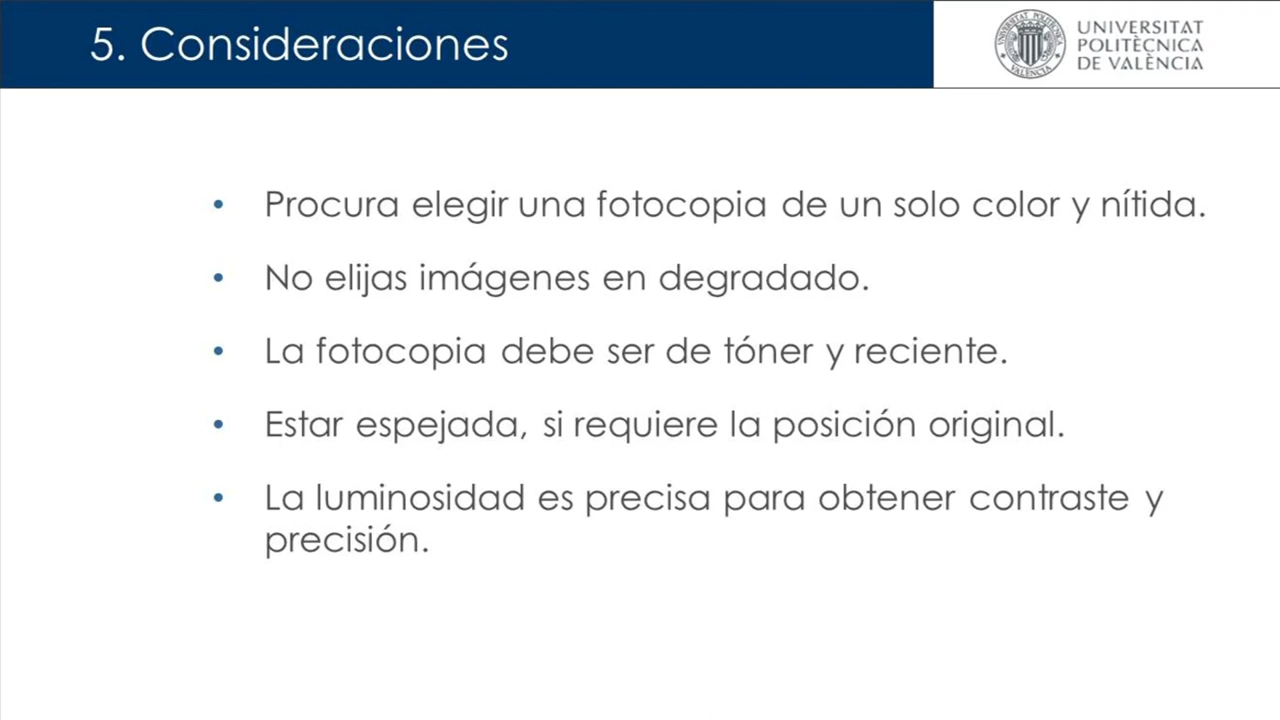 5. Consideraciones
UNIVERSITAT
POLITÈCNICA
DE VALÈNCIA
• Procura elegir una fotocopia de un solo color y nítida.
• No elijas imágenes en degradado.
• La fotocopia debe ser de tóner y reciente.
• Estar espejada, si requiere la posición original.
• La luminosidad es precisa para obtener contraste y
precisión.